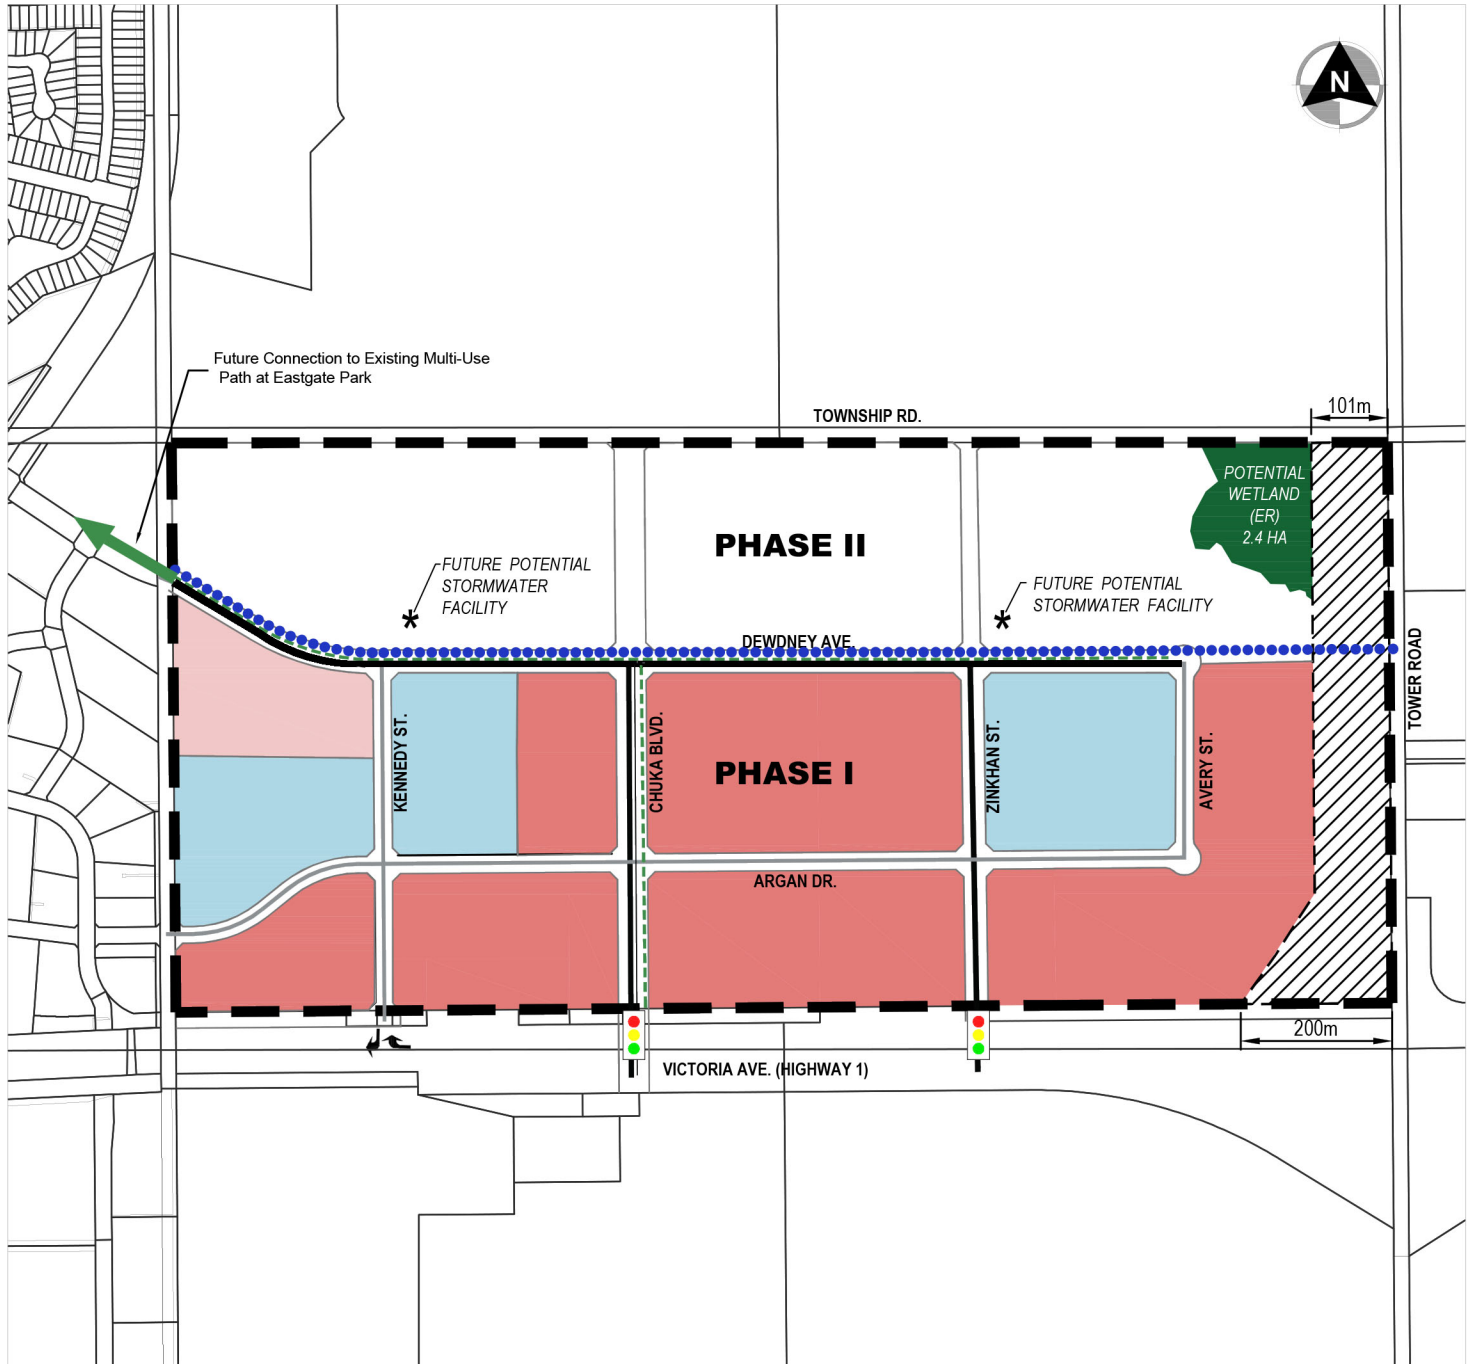 N
Future Connection to Existing Multi-Use
Path at Eastgate Park
TOWNSHIP RD.
101m
POTENTIAL
WETLAND
(ER)
2.4 HA
PHASE II
FUTURE POTENTIAL
STORMWATER
FACILITY
*
FUTURE POTENTIAL
STORMWATER FACILITY
*
DEWDNEY AVE.
TOWER ROAD
KENNEDY ST.
CHUKA BLVD.
PHASE I
ZINKHAN ST.
AVERY ST.
ARGAN DR.
200m
VICTORIA AVE. (HIGHWAY 1)